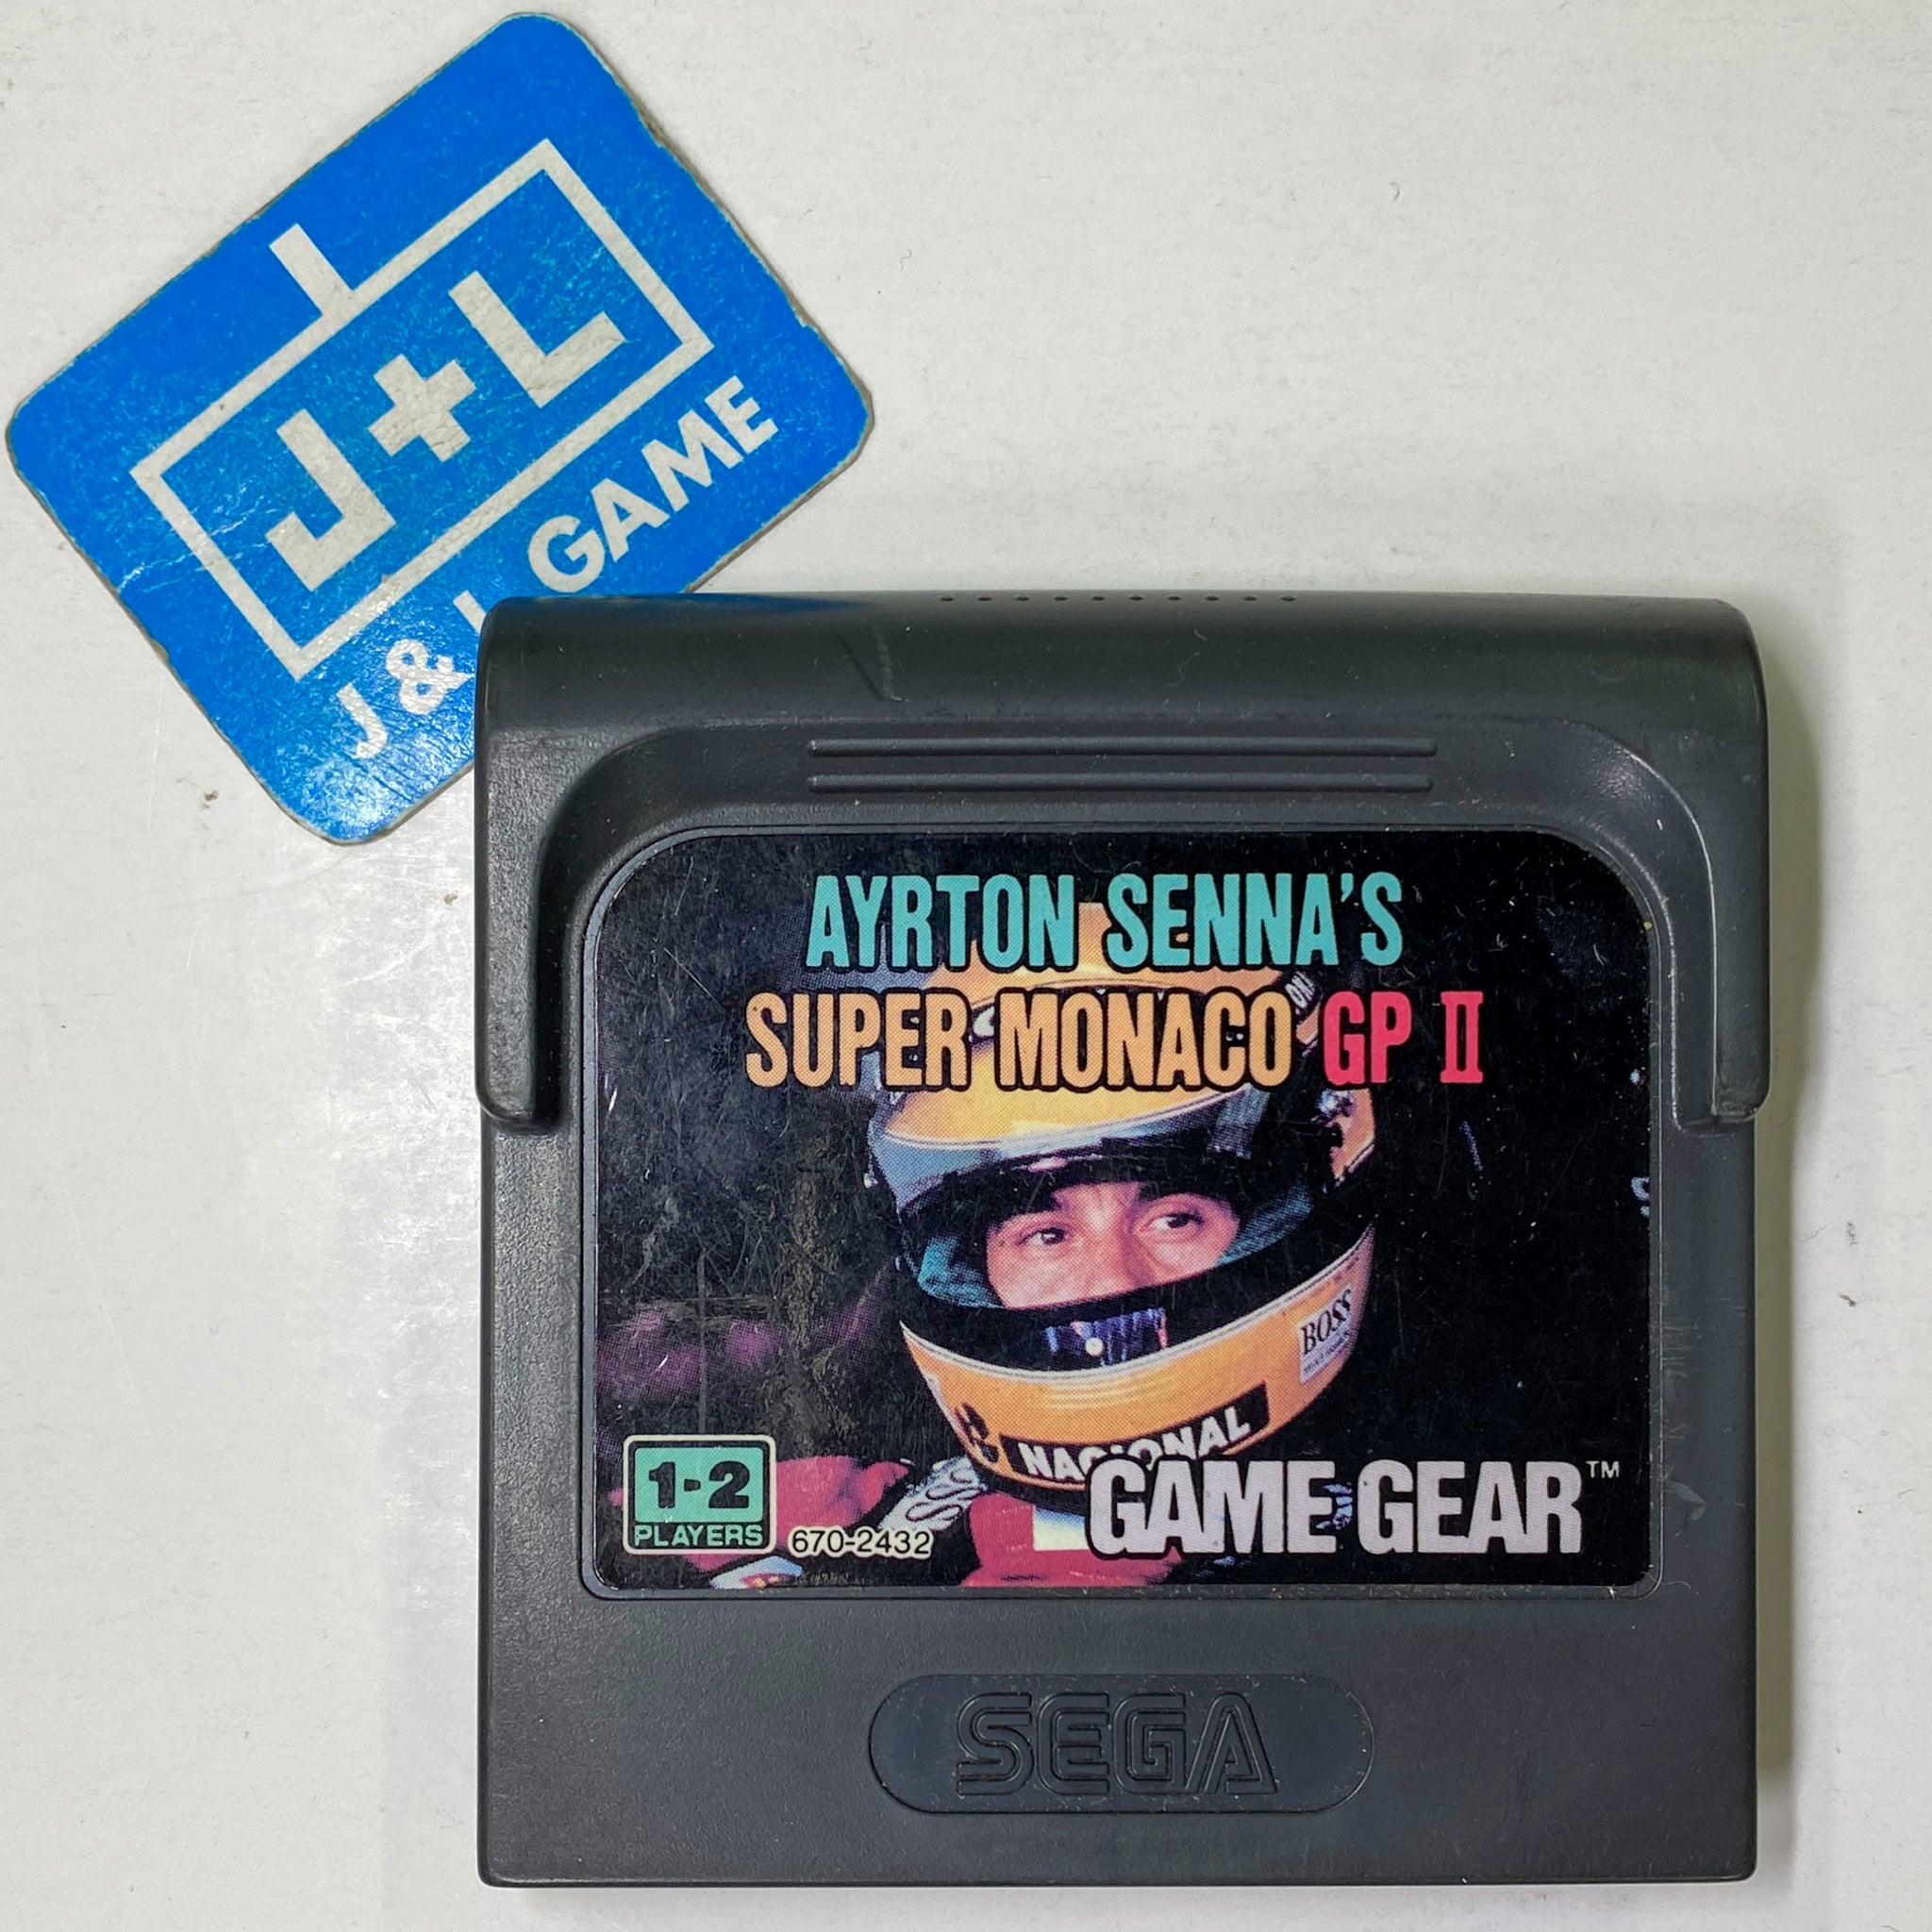 J+L
J & L GAME
AYRTON SENNA'S
SUPER MONACO GP II
BOSS
NACIONAL
1-2
PLAYERS
670-2432
GAME GEAR™
SEGA